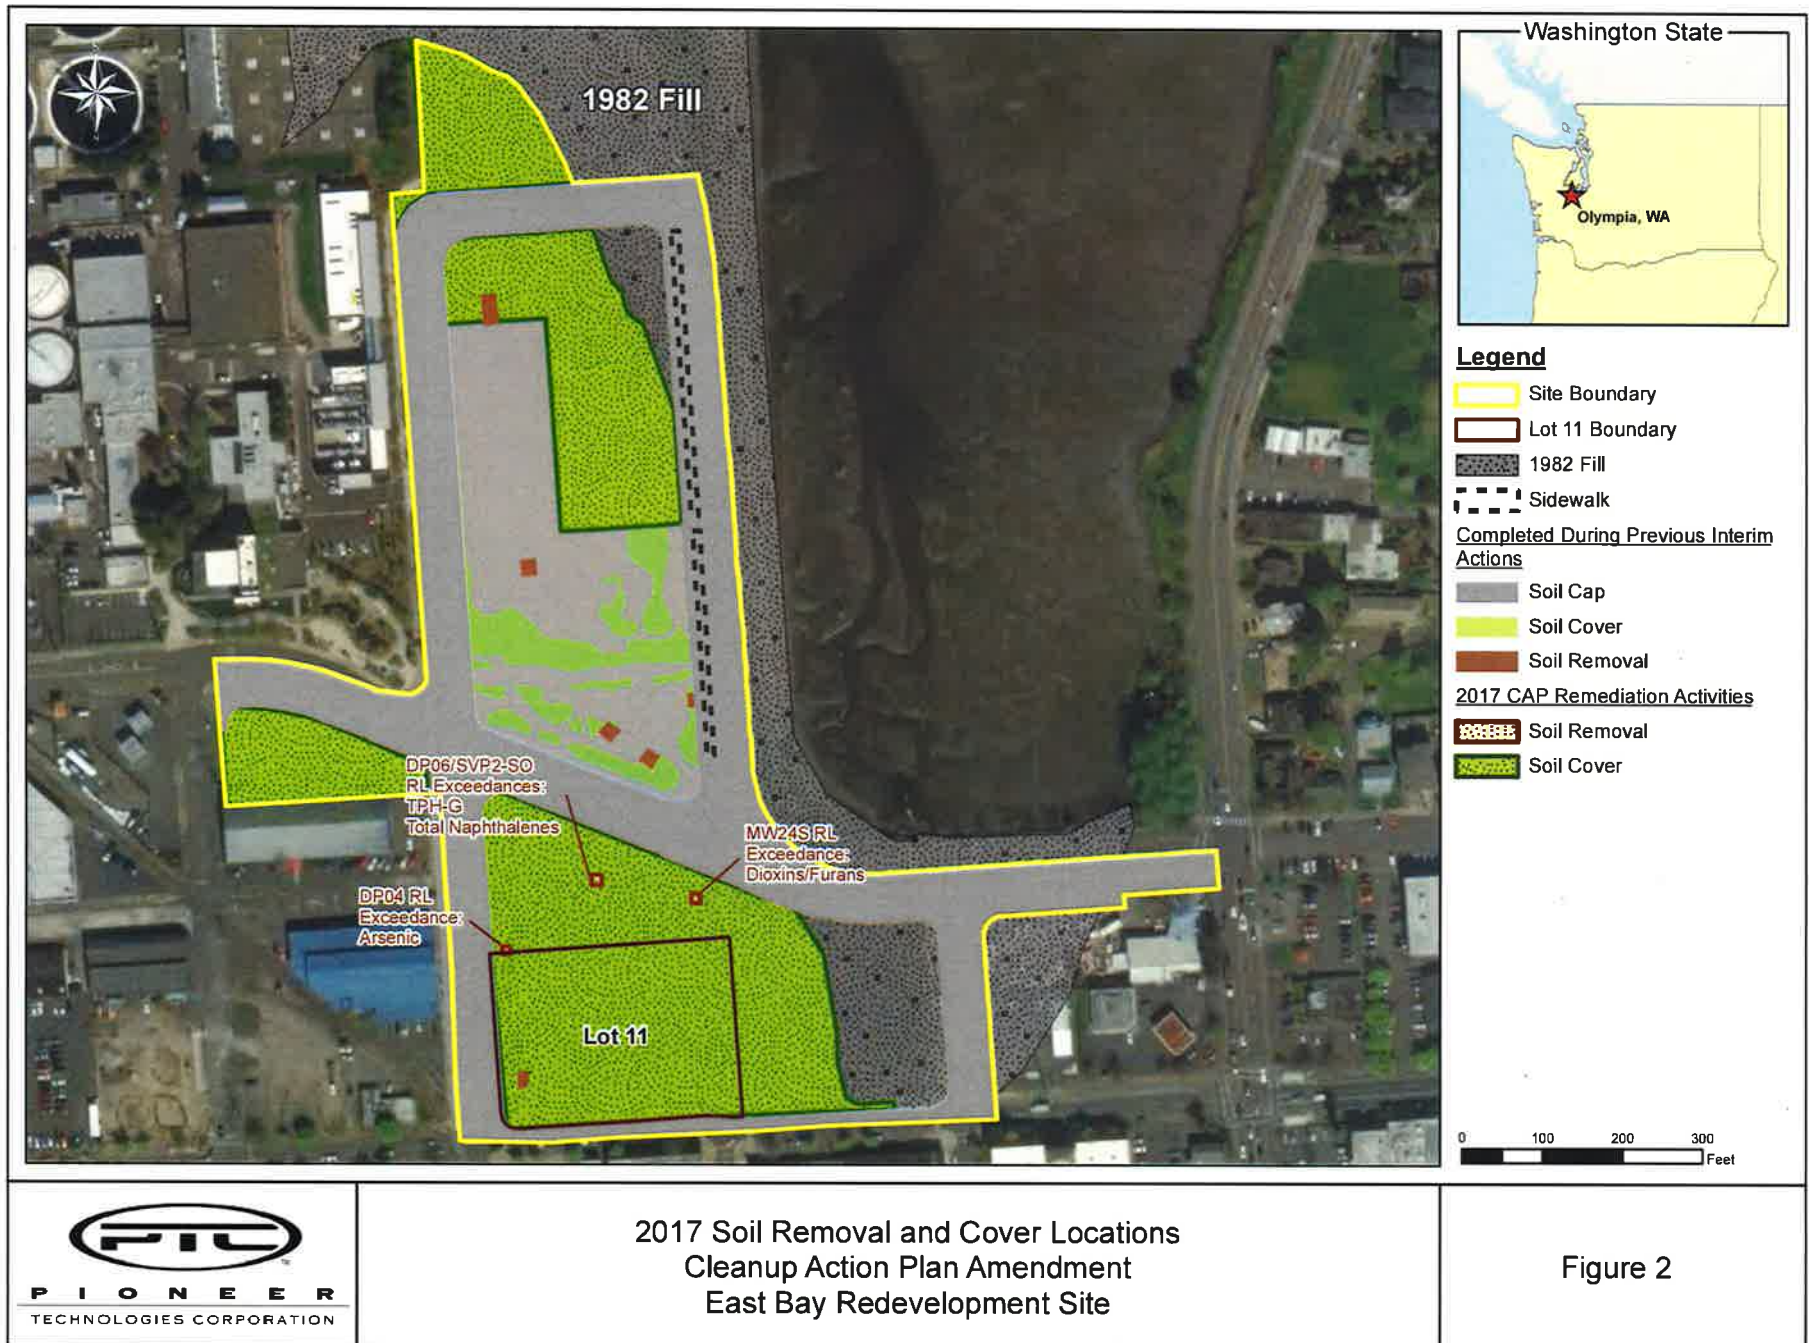 1982 Fill
DP06/SVP2-SO
RL Exceedances:
TPH-G
Total Naphthalenes
MW24S RL
Exceedance:
Dioxins/Furans
DP04 RL
Exceedance:
Arsenic
Lot 11
Washington State
Olympia, WA
Legend
Site Boundary
Lot 11 Boundary
1982 Fill
Sidewalk
Completed During Previous Interim
Actions
Soil Cap
Soil Cover
Soil Removal
2017 CAP Remediation Activities
Soil Removal
Soil Cover
0 100 200 300
Feet
PTC
PIONEER
TECHNOLOGIES CORPORATION
2017 Soil Removal and Cover Locations
Cleanup Action Plan Amendment
East Bay Redevelopment Site
Figure 2